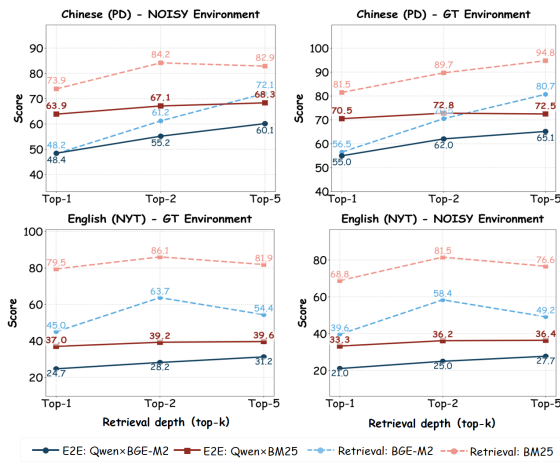 Chinese (PD) - NOISY Environment
Chinese (PD) - GT Environment
Score
90
80
70
60
50
40
73.9
84.2
82.9
63.9
67.1
68.3
48.2
61.2
72.1
48.4
55.2
60.1
Top-1
Top-2
Top-5
Score
100
90
80
70
60
50
40
81.5
89.7
94.8
70.5
72.8
72.5
56.5
80.7
55.0
62.0
65.1
Top-1
Top-2
Top-5
English (NYT) - GT Environment
English (NYT) - NOISY Environment
Score
100
80
60
40
20
79.5
86.1
81.9
45.0
63.7
54.4
37.0
39.2
39.6
24.7
28.2
31.2
Top-1
Top-2
Top-5
Retrieval depth (top-k)
Score
80
60
40
20
68.8
81.5
76.6
39.6
58.4
49.2
33.3
36.2
36.4
21.0
25.0
27.7
Top-1
Top-2
Top-5
Retrieval depth (top-k)
E2E: Qwen×BGE-M2
E2E: Qwen×BM25
Retrieval: BGE-M2
Retrieval: BM25